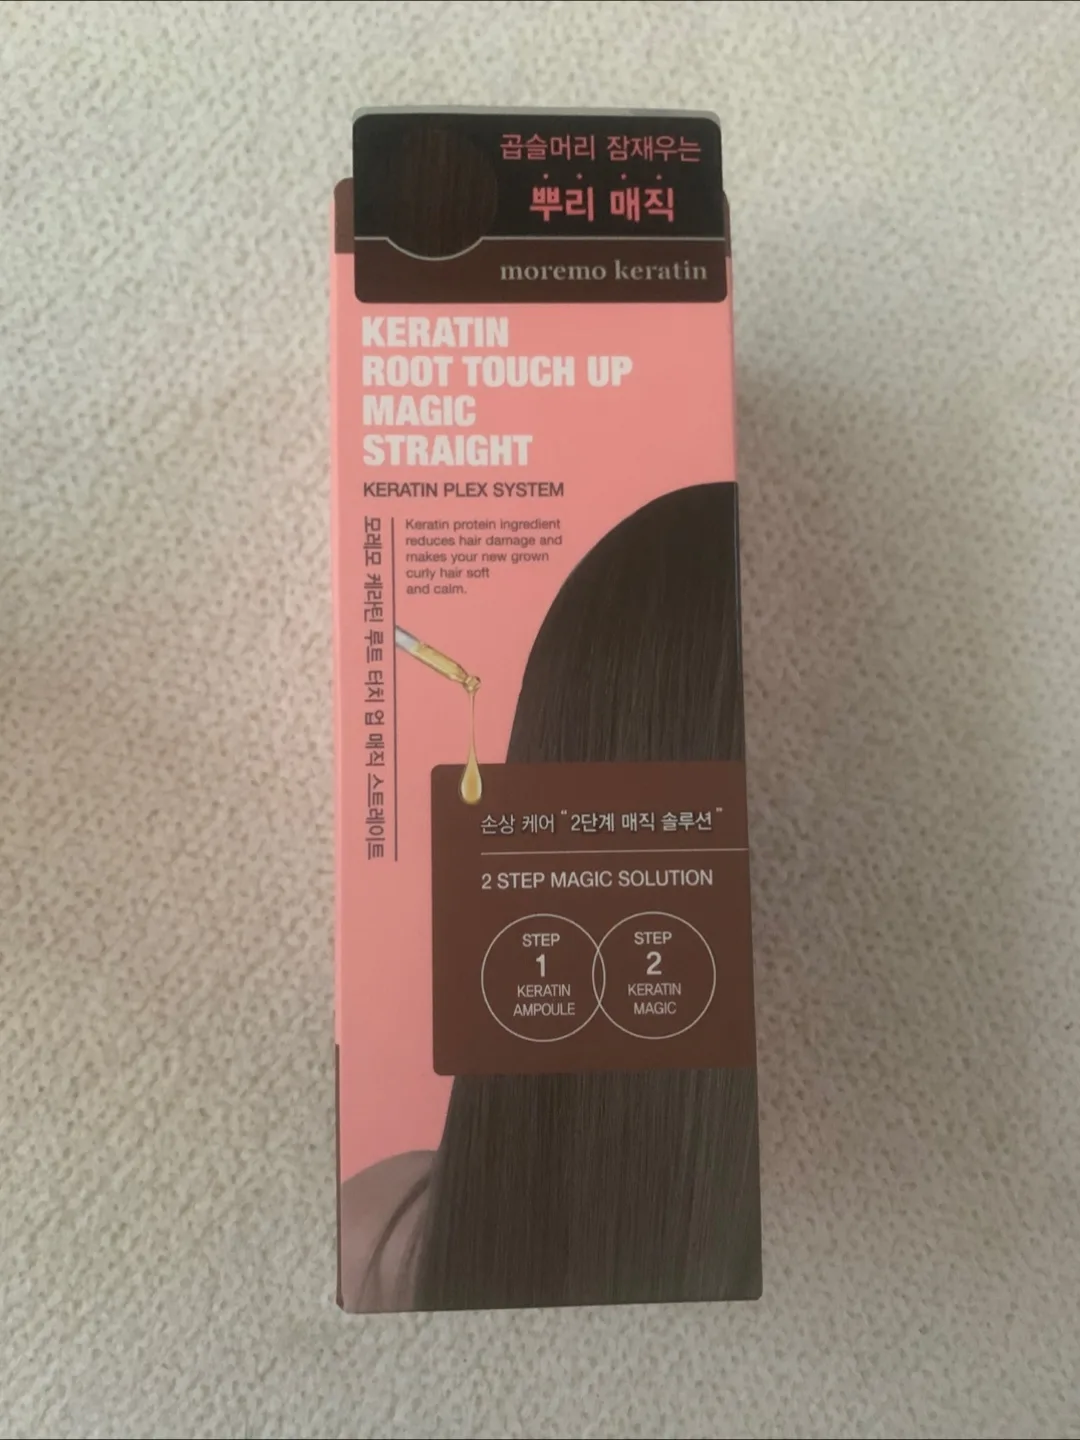 곱슬머리 잠재우는
뿌리 매직
moremo keratin
KERATIN
ROOT TOUCH UP
MAGIC
STRAIGHT
KERATIN PLEX SYSTEM
모레모 케라틴 루트 터치 업 매직 스트레이트
Keratin protein ingredient
reduces hair damage and
makes your new grown
curly hair soft
and calm.
손상 케어 "2단계 매직 솔루션"
2 STEP MAGIC SOLUTION
STEP
1
KERATIN
AMPOULE
STEP
2
KERATIN
MAGIC